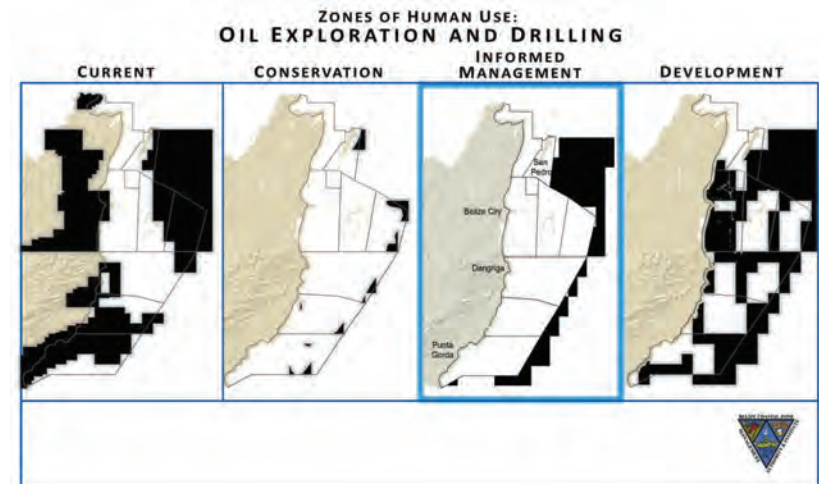 ZONES OF HUMAN USE:
OIL EXPLORATION AND DRILLING
CURRENT
CONSERVATION
INFORMED
MANAGEMENT
DEVELOPMENT
San
Pedro
Belize City
Dangriga
Punta
Gorda